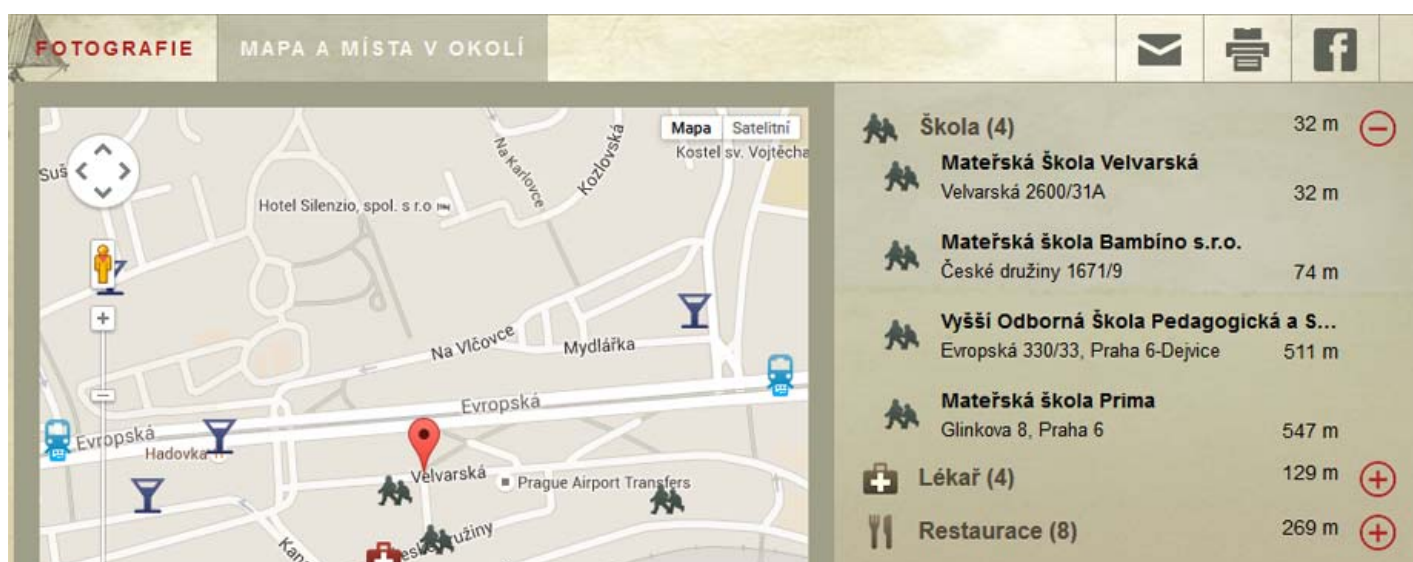 FOTOGRAFIE
MAPA A MÍSTA V OKOLÍ
Mapa Satelitní
Kostel sv. Vojtěcha
Na Karlovce
Kozlovská
Suš
Hotel Silenzio, spol. s r.o
Na Vlčovce
Mydlářka
Evropská
Evropská
Hadovka
Velvarská
Prague Airport Transfers
družiny
Kan
Škola (4) 32 m
Mateřská Škola Velvarská
Velvarská 2600/31A 32 m
Mateřská škola Bambíno s.r.o.
České družiny 1671/9 74 m
Vyšší Odborná Škola Pedagogická a S...
Evropská 330/33, Praha 6-Dejvice 511 m
Mateřská škola Prima
Glinkova 8, Praha 6 547 m
Lékař (4) 129 m
Restaurace (8) 269 m